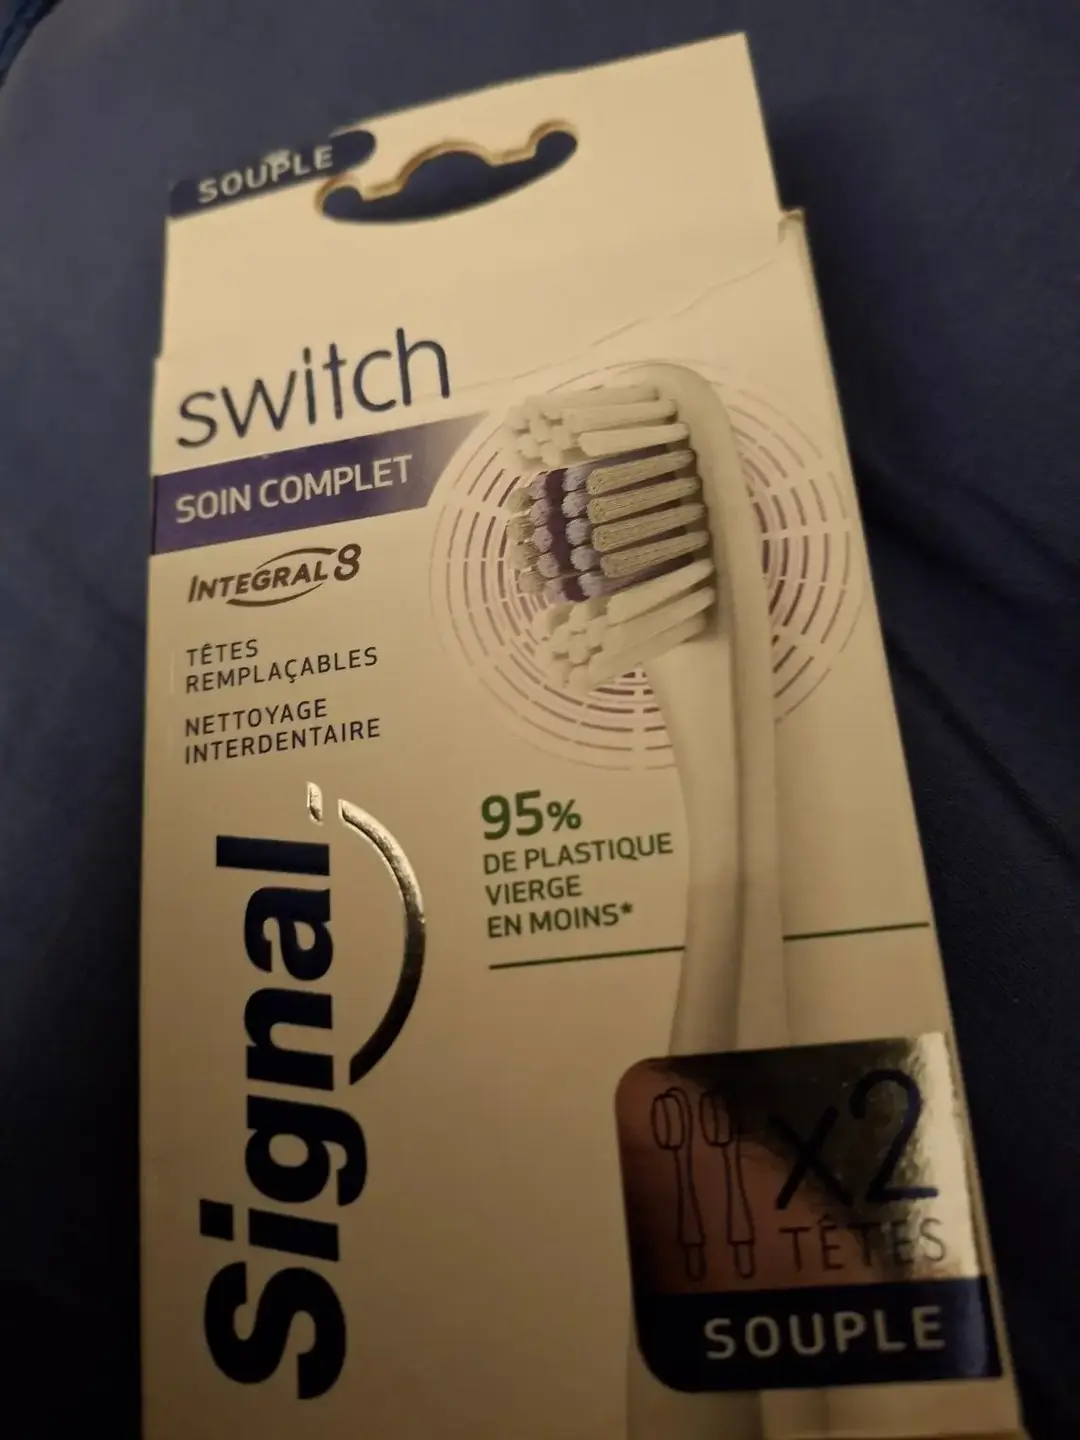 SOUPLE
switch
SOIN COMPLET
INTEGRAL 8
TÊTES
REMPLAÇABLES
NETTOYAGE
INTERDENTAIRE
95%
DE PLASTIQUE
VIERGE
EN MOINS*
Signal
x2
TÊTES
SOUPLE